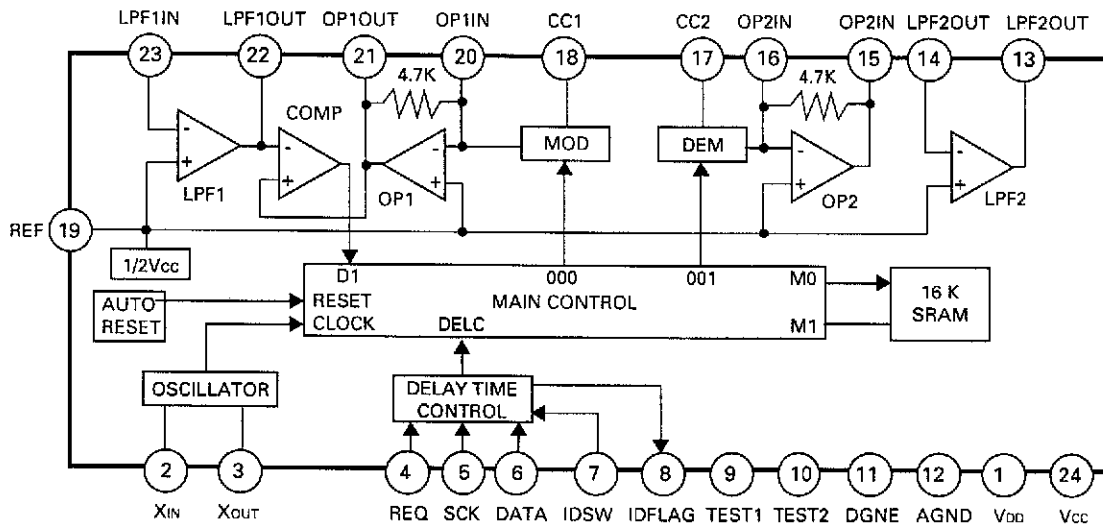 LPF1IN LPF1OUT OP1OUT OP1IN CC1 CC2 OP2IN OP2IN LPF2OUT LPF2OUT
23 22 21 20 18 17 16 15 14 13
4.7K 4.7K
COMP
- - - MOD DEM - -
+ + + + +
LPF1 OP1 OP2 LPF2
REF 19
1/2Vcc
D1 000 001 M0
AUTO RESET MAIN CONTROL 16 K
RESET CLOCK DELC M1 SRAM
OSCILLATOR DELAY TIME
CONTROL
2 3 4 5 6 7 8 9 10 11 12 1 24
XIN XOUT REQ SCK DATA IDSW IDFLAG TEST1 TEST2 DGNE AGND VDD Vcc